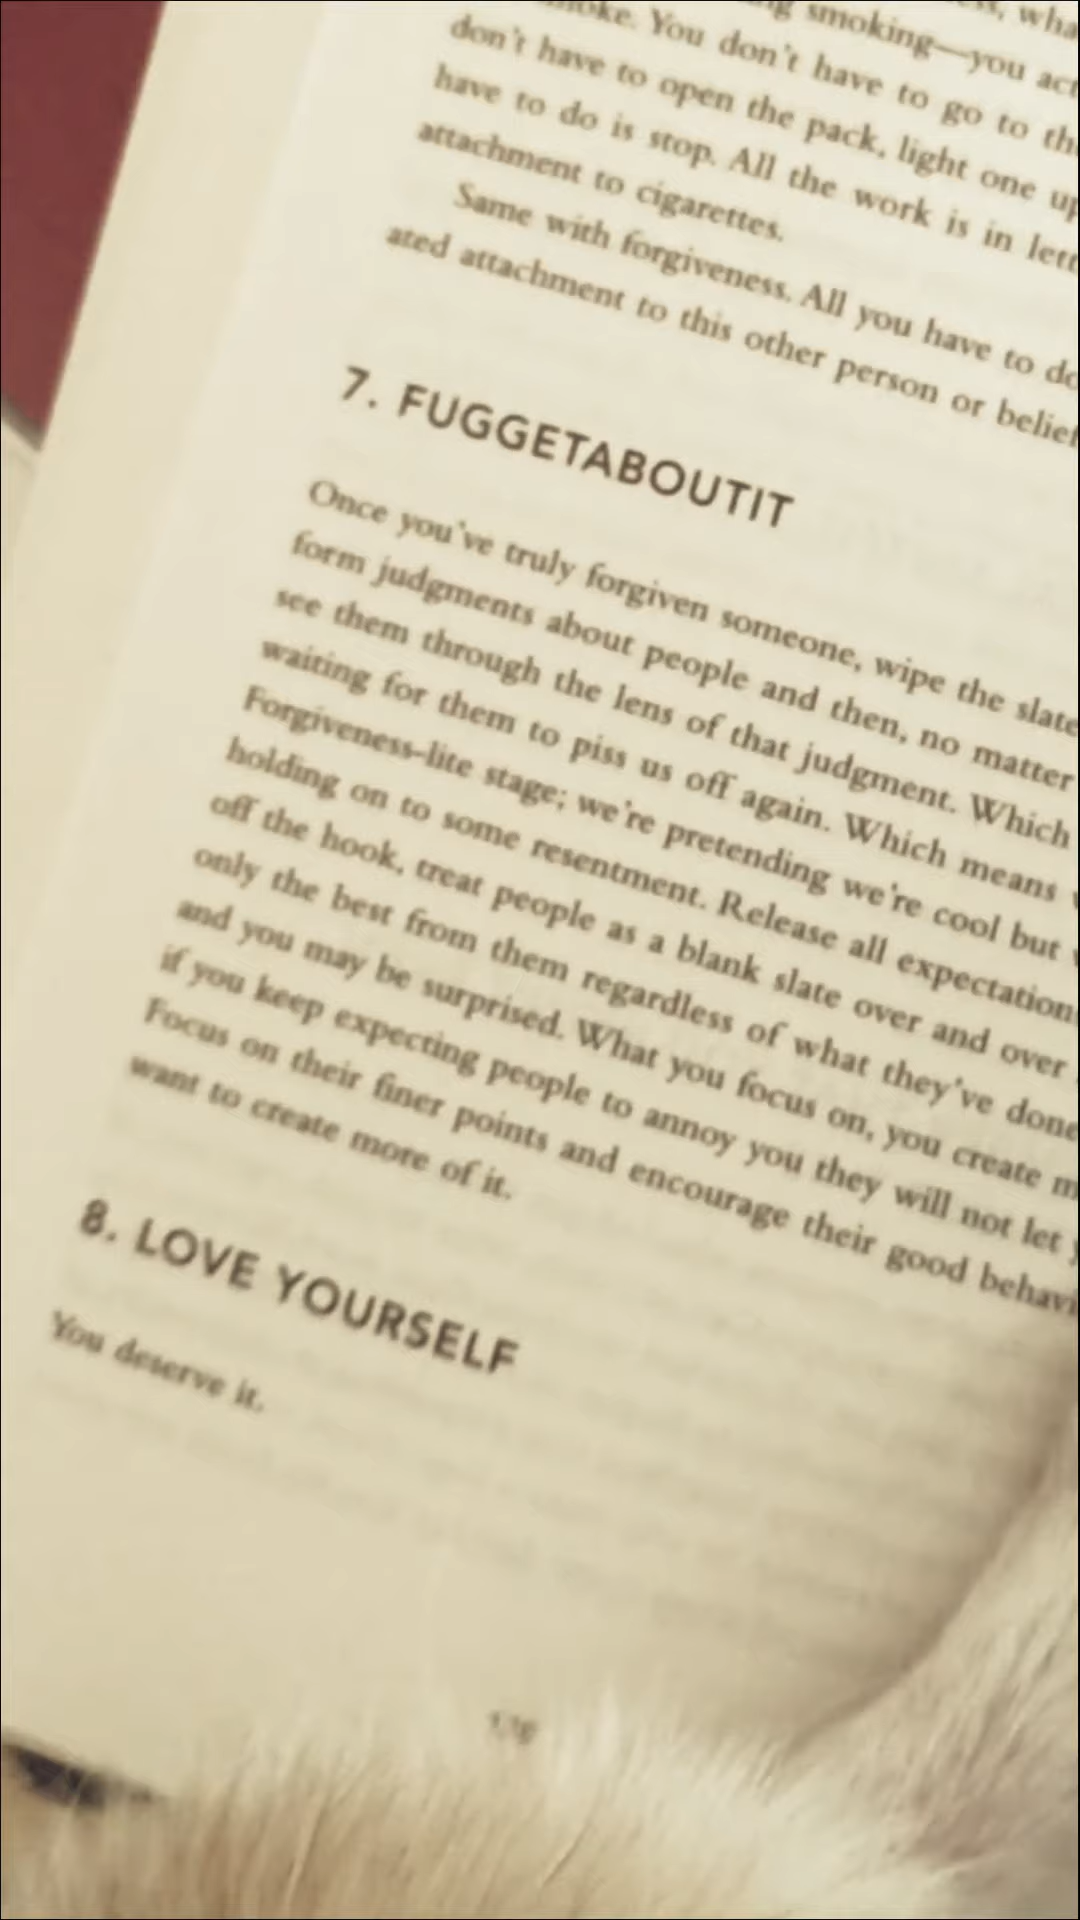 smoking—you act
You don't have to go to the
don't have to open the pack, light one up
have to do is stop. All the work is in lett
attachment to cigarettes.
Same with forgiveness. All you have to do
ated attachment to this other person or belief
7. FUGGETABOUTIT
Once you've truly forgiven someone, wipe the slate
form judgments about people and then, no matter
see them through the lens of that judgment. Which
waiting for them to piss us off again. Which means
Forgiveness-lite stage; we're pretending we're cool but
holding on to some resentment. Release all expectation
off the hook, treat people as a blank slate over and over
only the best from them regardless of what they've done
and you may be surprised. What you focus on, you create m
if you keep expecting people to annoy you they will not let
Focus on their finer points and encourage their good behavi
want to create more of it.
8. LOVE YOURSELF
You deserve it.